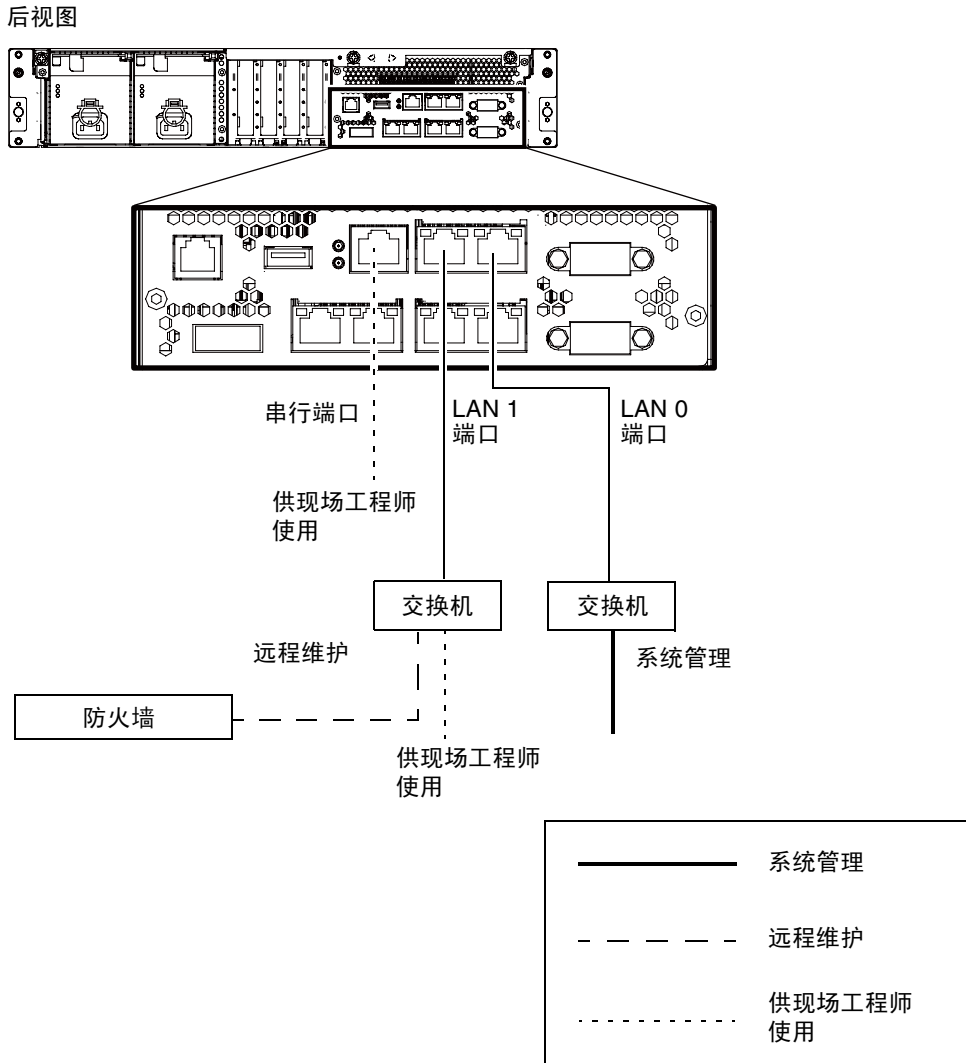 后视图
串行端口
LAN 1
端口
LAN 0
端口
供现场工程师
使用
交换机
交换机
远程维护
系统管理
防火墙
供现场工程师
使用
系统管理
远程维护
供现场工程师
使用